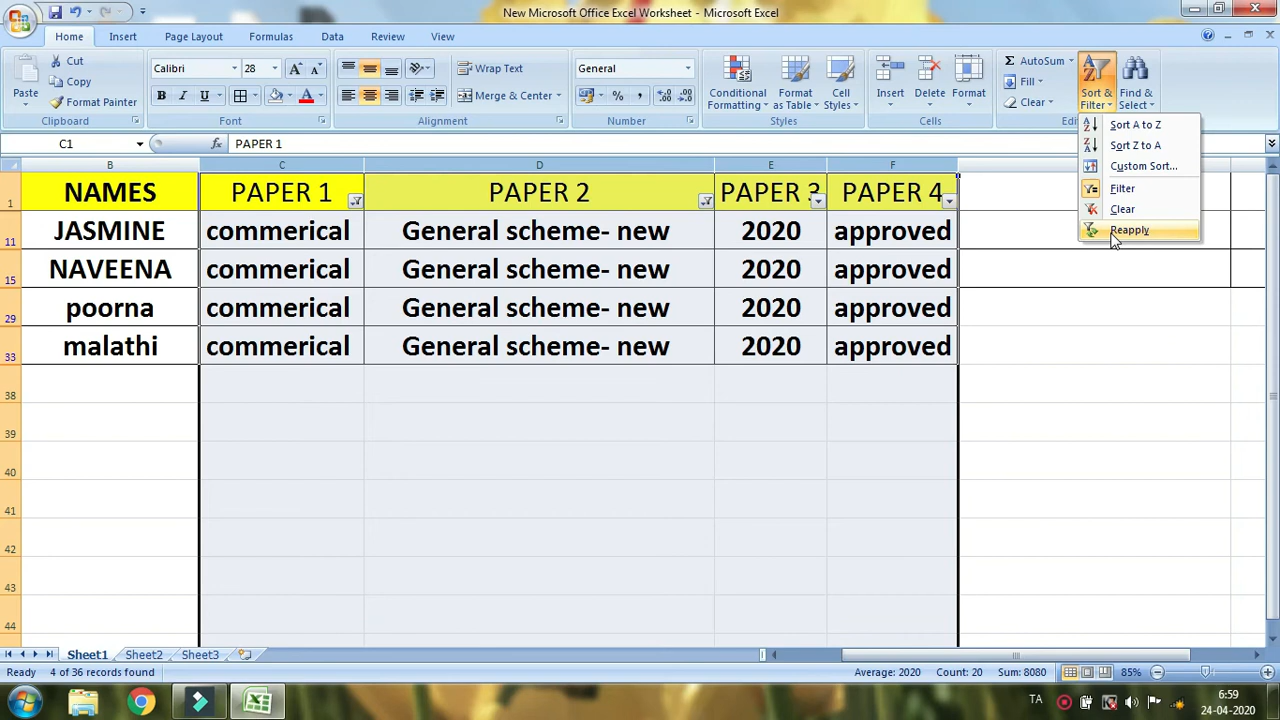 New Microsoft Office Excel Worksheet - Microsoft Excel
Home Insert Page Layout Formulas Data Review View
Paste
Cut
Copy
Format Painter
Clipboard
Calibri 28
B I U A
Font
Wrap Text
Merge & Center
Alignment
General
% ,
Number
Conditional Formatting
Format as Table
Cell Styles
Styles
Insert Delete Format
Cells
Σ AutoSum
Fill
Clear
Sort & Filter
Find & Select
Edi
Sort A to Z
Sort Z to A
Custom Sort...
Filter
Clear
Reapply
C1 fx PAPER 1
B C D E F
1 NAMES PAPER 1 PAPER 2 PAPER 3 PAPER 4
11 JASMINE commerical General scheme- new 2020 approved
15 NAVEENA commerical General scheme- new 2020 approved
29 poorna commerical General scheme- new 2020 approved
33 malathi commerical General scheme- new 2020 approved
38
39
40
41
42
43
44
Sheet1 Sheet2 Sheet3
Ready 4 of 36 records found Average: 2020 Count: 20 Sum: 8080 85%
TA 6:59
24-04-2020